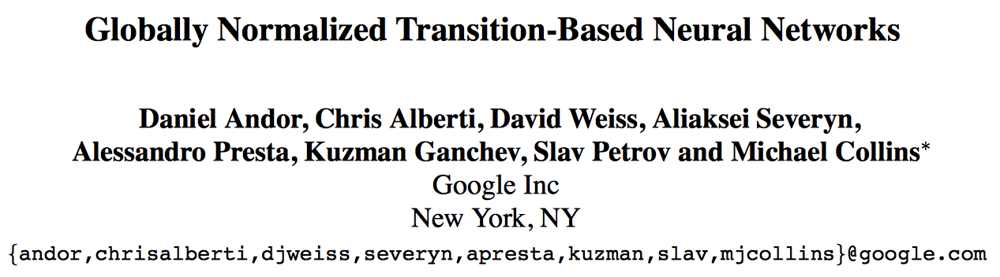 Globally Normalized Transition-Based Neural Networks
Daniel Andor, Chris Alberti, David Weiss, Aliaksei Severyn,
Alessandro Presta, Kuzman Ganchev, Slav Petrov and Michael Collins*
Google Inc
New York, NY
{andor,chrisalberti,djweiss,severyn,apresta,kuzman,slav,mjcollins}@google.com